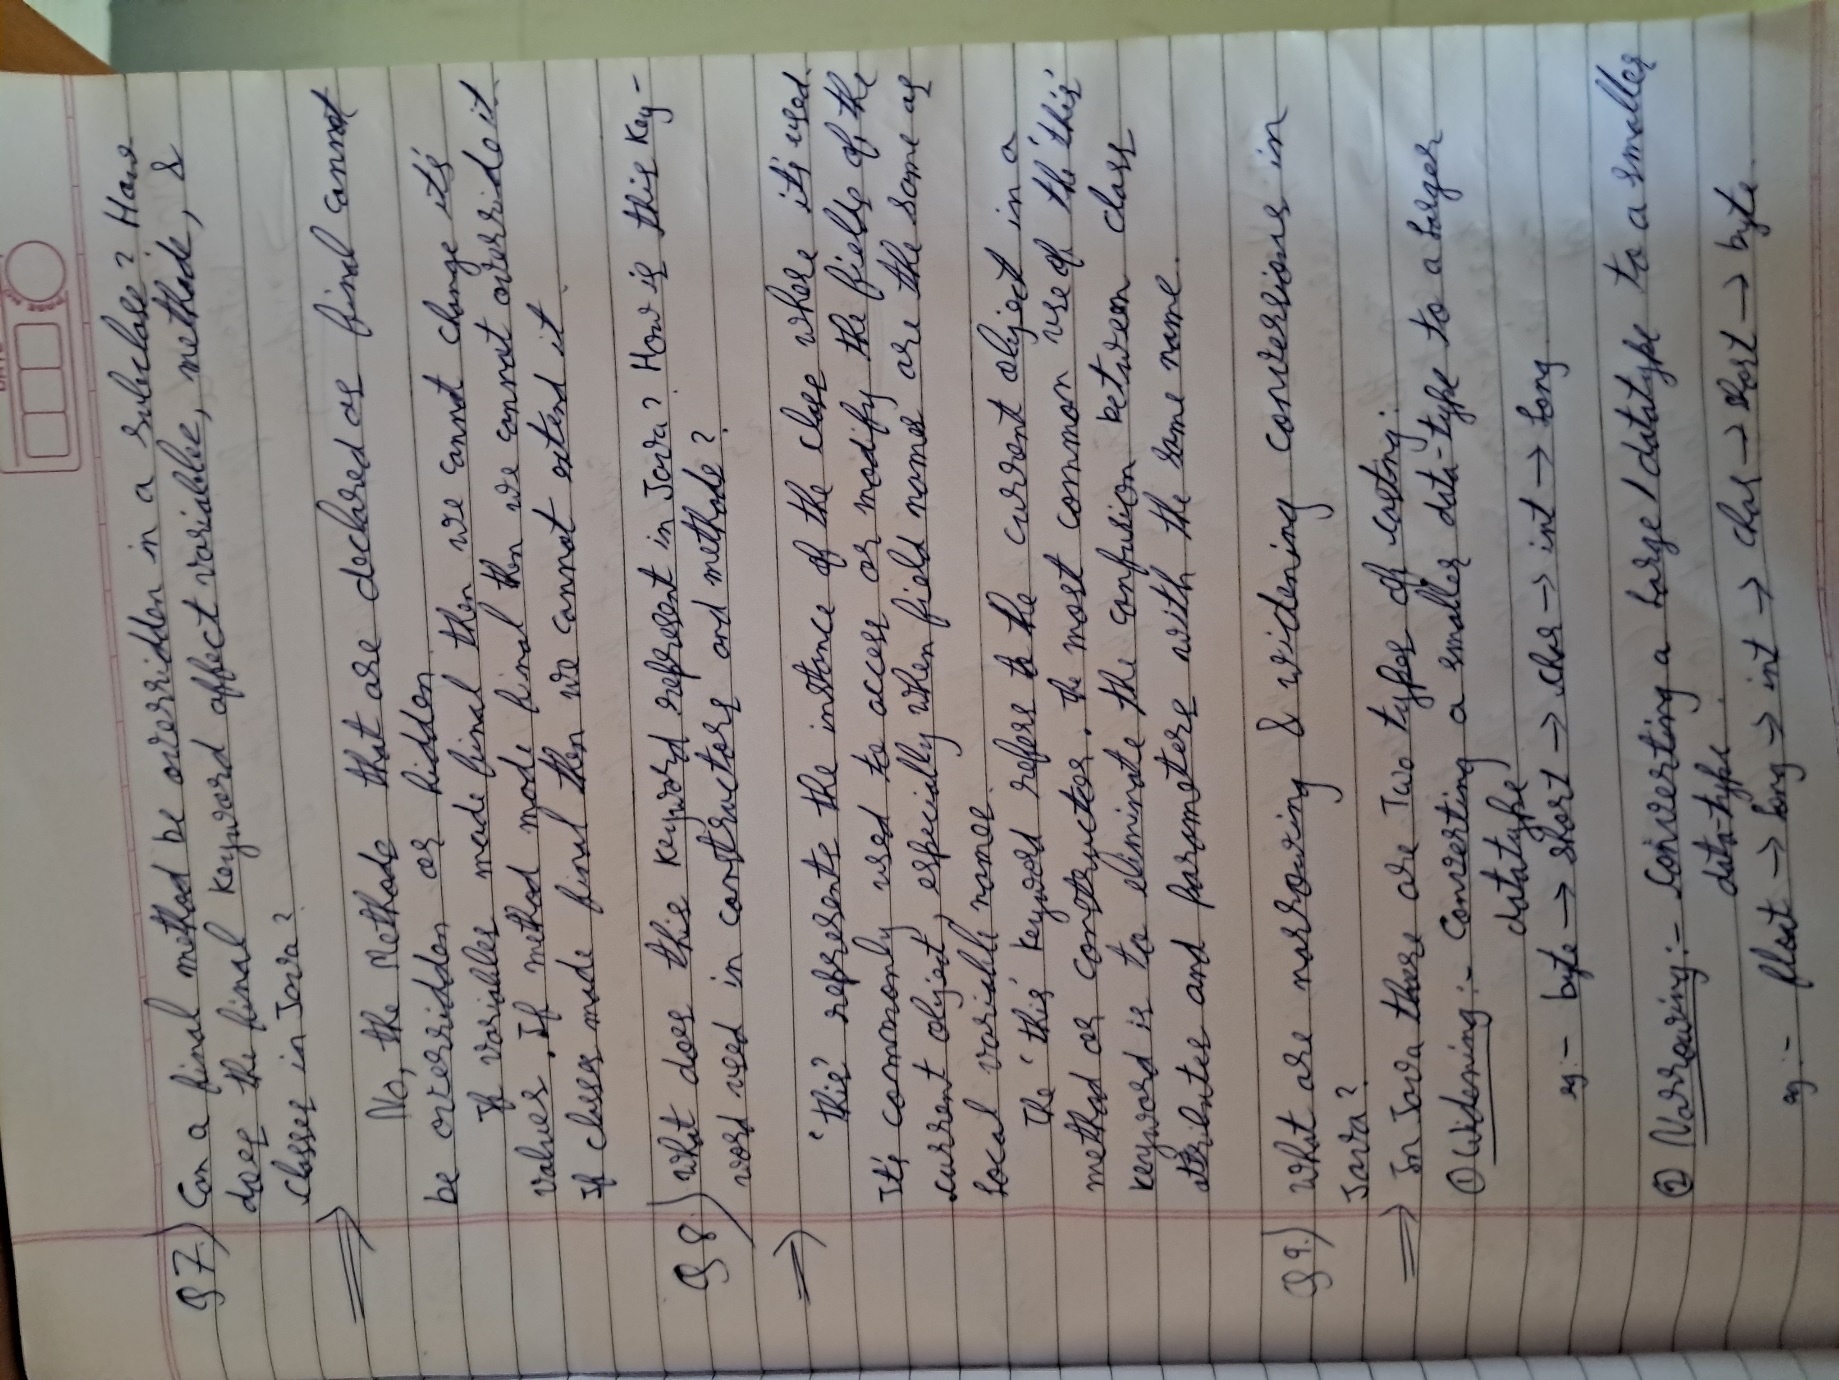 Q 7.) Can a final method be overridden in a subclass? How
does the final keyword affect variables, methods, &
classes in Java?
⇒ No, the Methods that are declared as final cannot
be overridden or hidden.
If variables made final then we cannot change it's
values. If method made final then we cannot override it.
If classes made final then we cannot extend it.
Q 8.) What does this keyword represent in Java? How is this key-
word used in constructors and methods?
⇒ 'this' represents the instance of the class where it's used.
It's commonly used to access or modify the fields of the
current object, especially when field names are the same as
local variable names.
The 'this' keyword refers to the current object in a
method or constructor. The most common use of the 'this'
keyword is to eliminate the confusion between class
attributes and parameters with the same name.
Q 9.) What are narrowing & widening conversions in
Java?
⇒ In Java there are Two types of casting:
① Widening :- Converting a smaller data-type to a larger
datatype
eg :- byte → short → char → int → long.
② Narrowing :- Converting a large / datatype to a smaller
datatype.
eg :- float → long → int → char → short → byte.